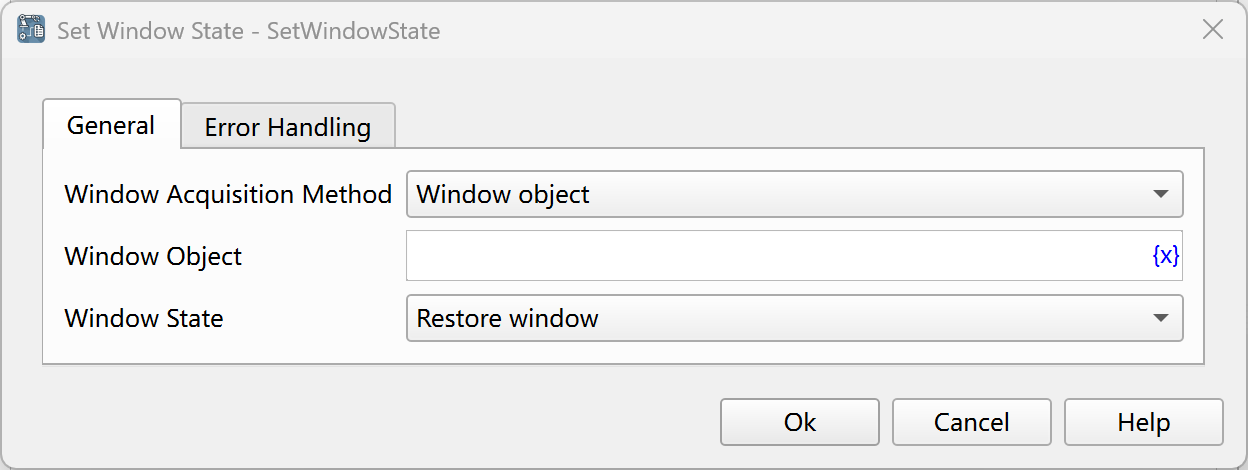 Set Window State - SetWindowState
General
Error Handling
Window Acquisition Method
Window object
Window Object
{x}
Window State
Restore window
Ok
Cancel
Help